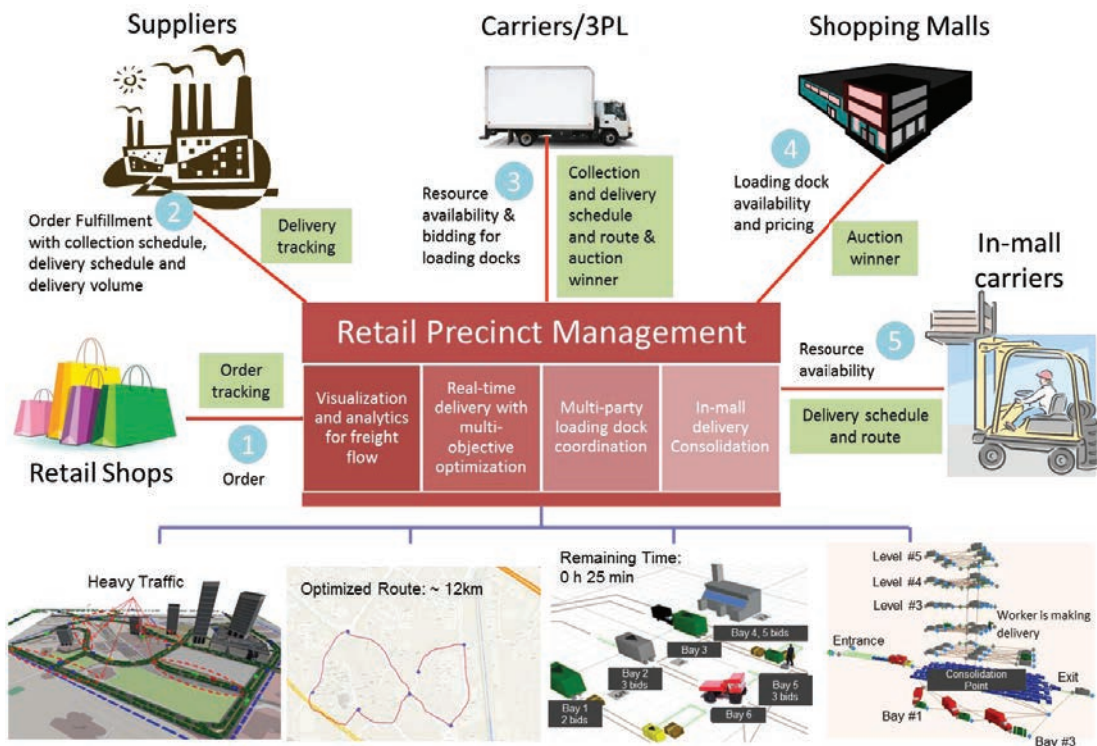 Suppliers
Carriers/3PL
Shopping Malls
2
Order Fulfillment
with collection schedule,
delivery schedule and
delivery volume
Delivery
tracking
3
Resource
availability &
bidding for
loading docks
Collection
and delivery
schedule
and route &
auction
winner
4
Loading dock
availability
and pricing
Auction
winner
In-mall
carriers
Retail Precinct Management
5
Resource
availability
Delivery schedule
and route
Order
tracking
1
Order
Retail Shops
Visualization
and analytics
for freight
flow
Real-time
delivery with
multi-
objective
optimization
Multi-party
loading dock
coordination
In-mall
delivery
Consolidation
Heavy Traffic
Optimized Route: ~ 12km
Remaining Time:
0 h 25 min
Bay 4, 5 bids
Bay 3
Bay 2
3 bids
Bay 5
3 bids
Bay 1
2 bids
Bay 6
Level #5
Level #4
Level #3
Worker is making
delivery
Entrance
Consolidation
Point
Exit
Bay #1
Bay #3